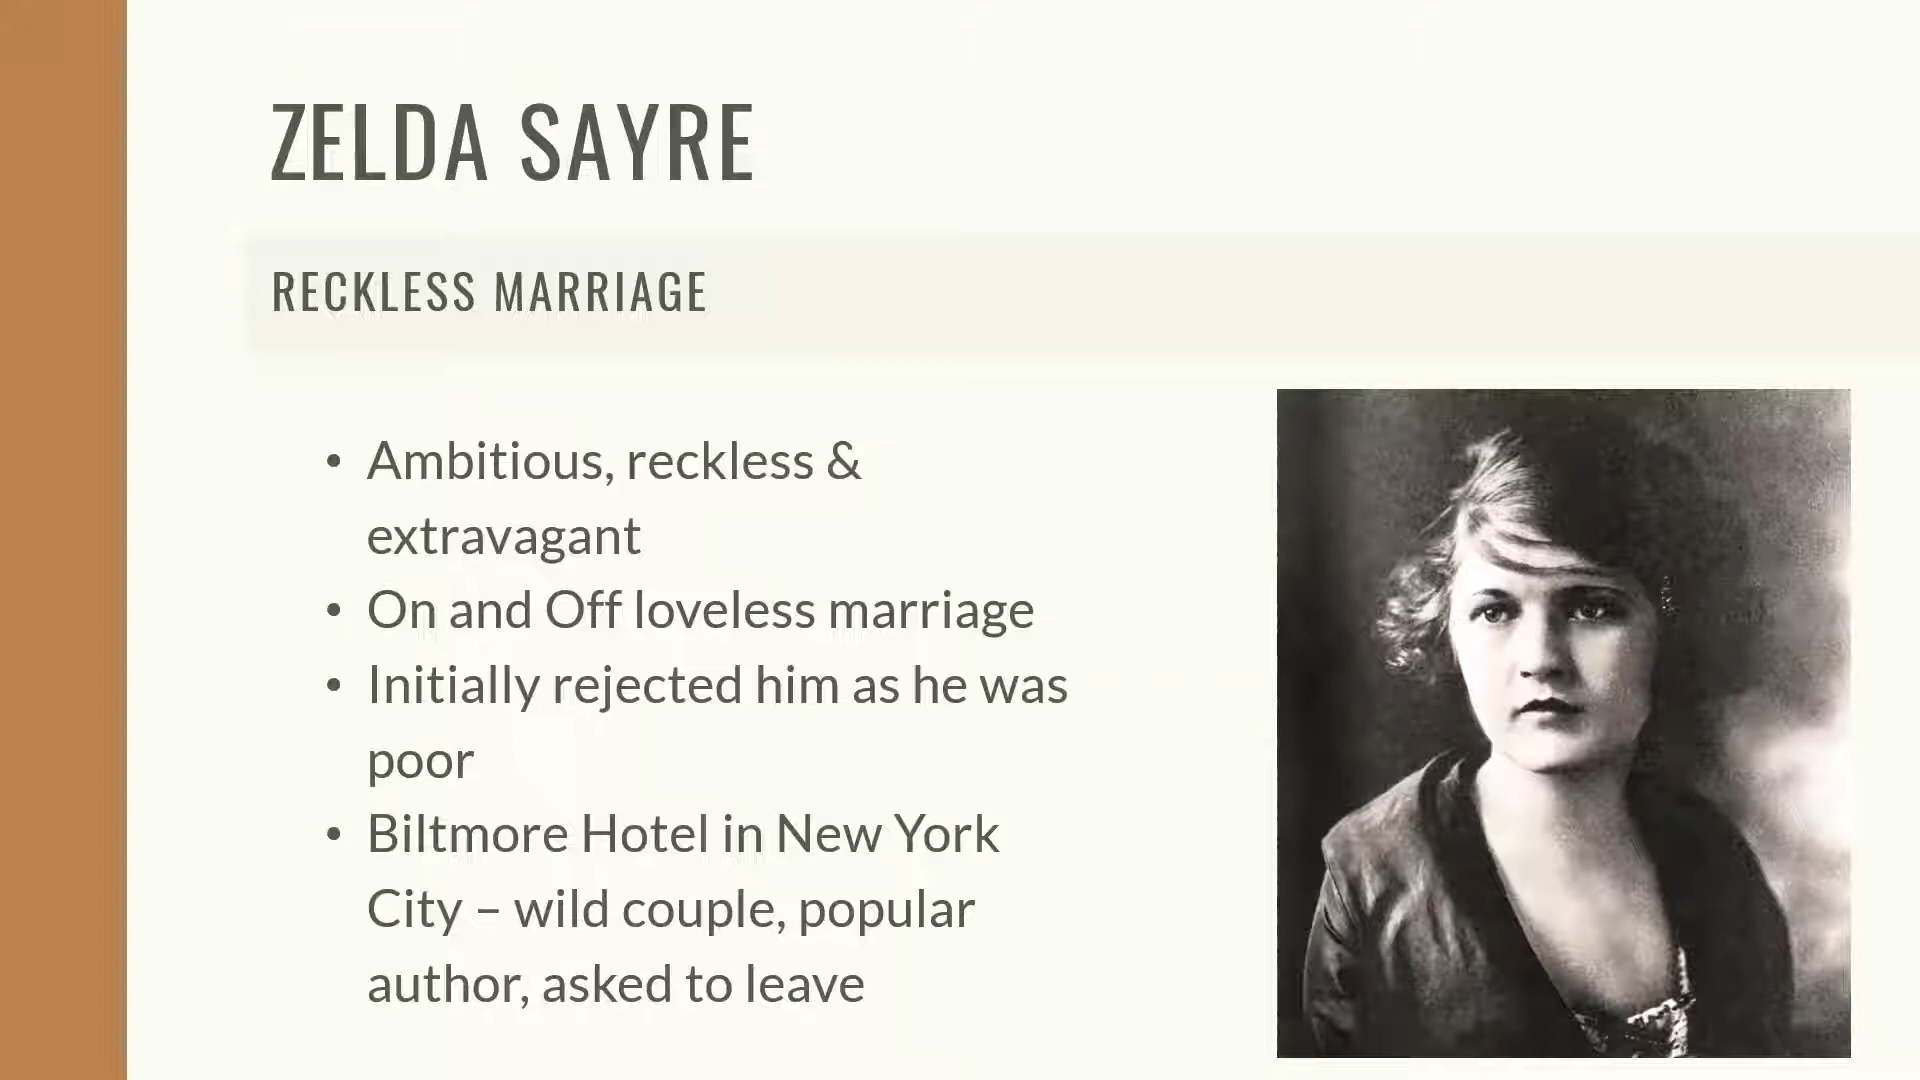 ZELDA SAYRE
RECKLESS MARRIAGE
• Ambitious, reckless &
extravagant
• On and Off loveless marriage
• Initially rejected him as he was
poor
• Biltmore Hotel in New York
City – wild couple, popular
author, asked to leave